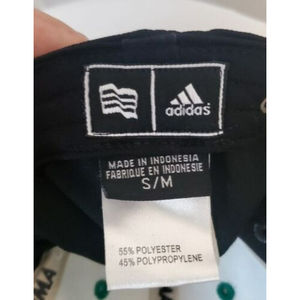 adidas
MADE IN INDONESIA
FABRIQUE EN INDONESIE
S/M
55% POLYESTER
45% POLYPROPYLENE